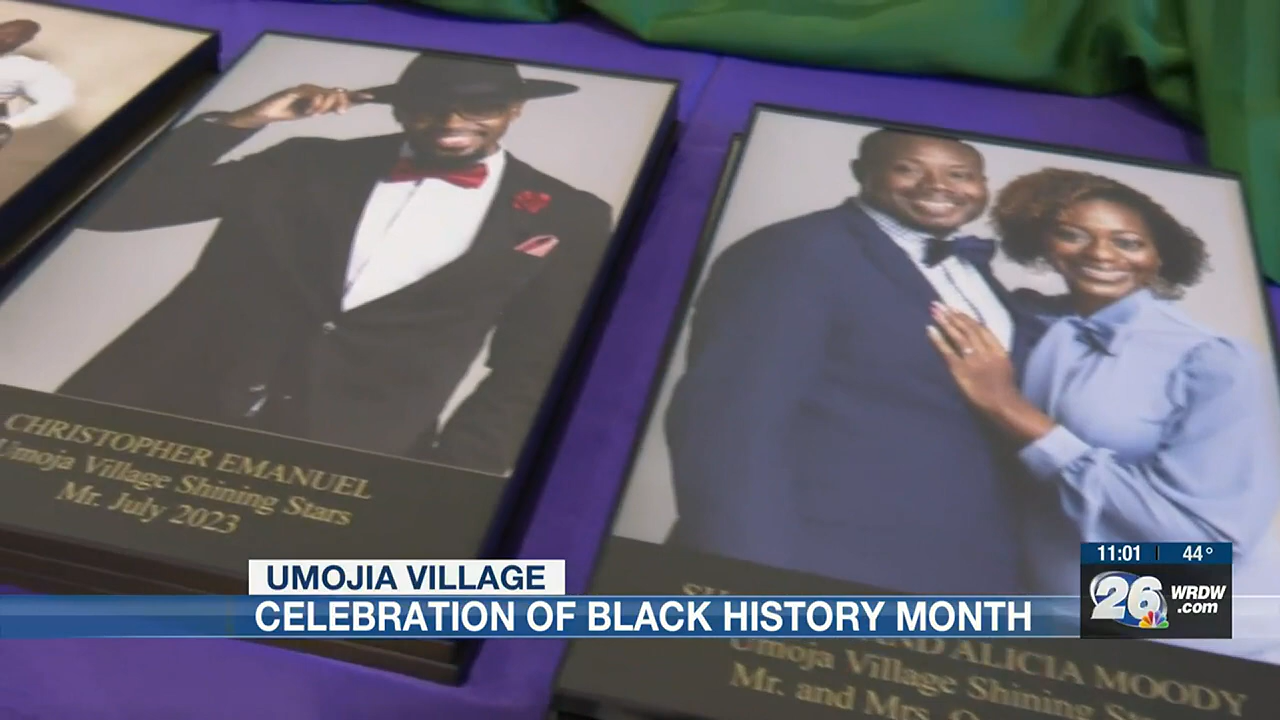 CHRISTOPHER EMANUEL
Umoja Village Shining Stars
Mr. July 2023
AND ALICIA MOODY
Umoja Village Shining
Mr. and Mrs.
UMOJIA VILLAGE
CELEBRATION OF BLACK HISTORY MONTH
11:01 44°
26 WRDW
.com